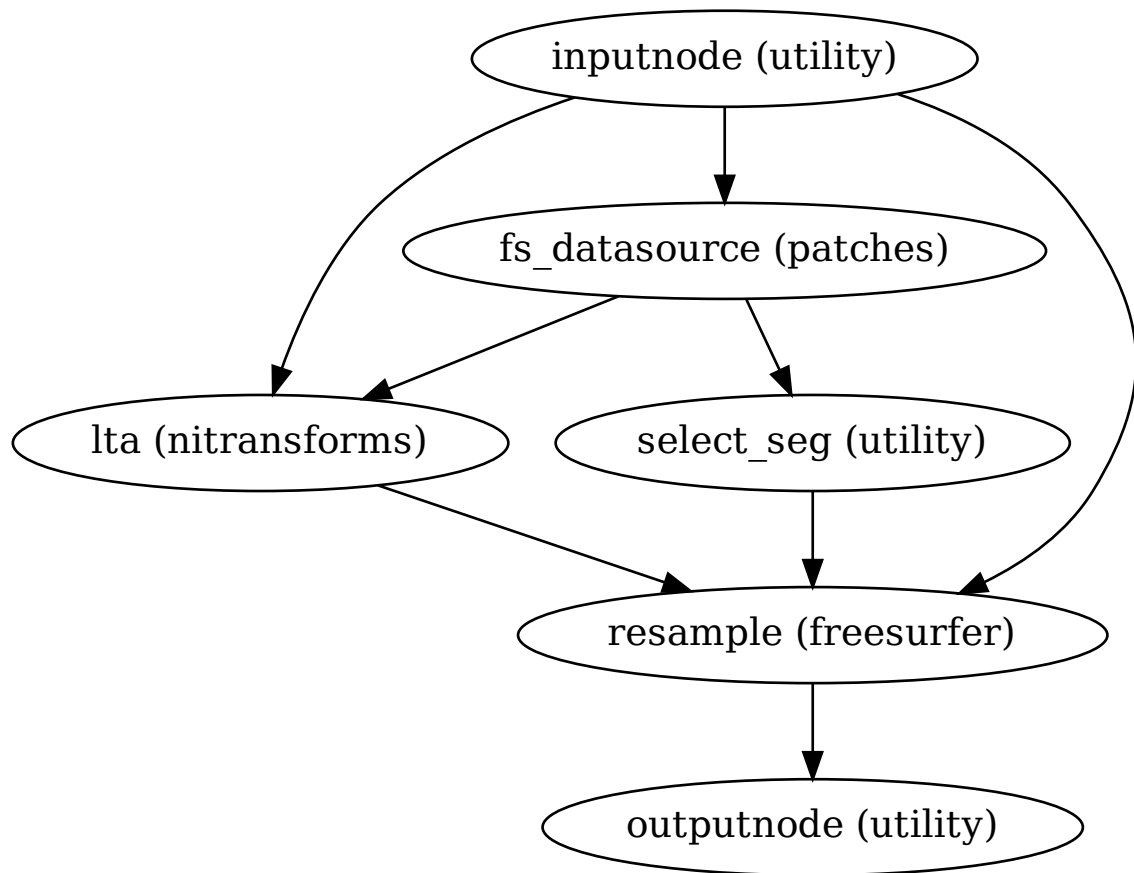 inputnode (utility)
fs_datasource (patches)
lta (nitransforms)
select_seg (utility)
resample (freesurfer)
outputnode (utility)